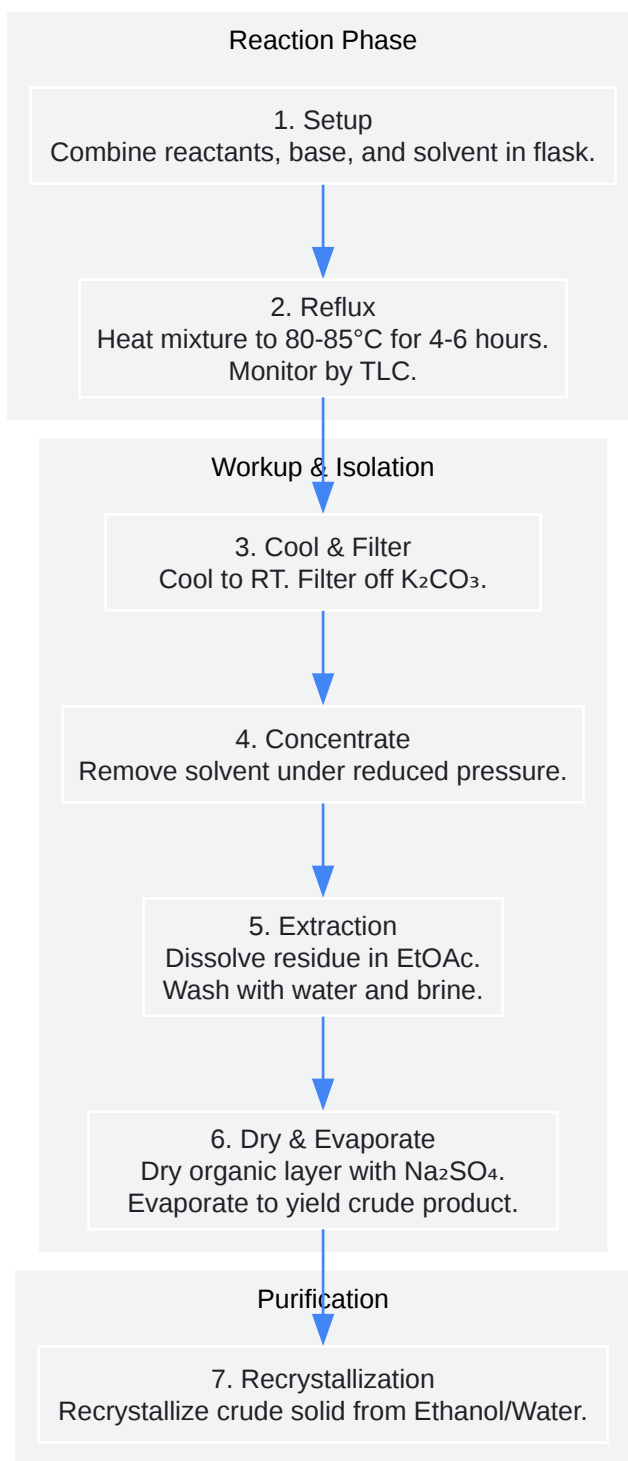 Reaction Phase
1. Setup
Combine reactants, base, and solvent in flask.
2. Reflux
Heat mixture to 80-85°C for 4-6 hours.
Monitor by TLC.
Workup & Isolation
3. Cool & Filter
Cool to RT. Filter off K₂CO₃.
4. Concentrate
Remove solvent under reduced pressure.
5. Extraction
Dissolve residue in EtOAc.
Wash with water and brine.
6. Dry & Evaporate
Dry organic layer with Na₂SO₄.
Evaporate to yield crude product.
Purification
7. Recrystallization
Recrystallize crude solid from Ethanol/Water.